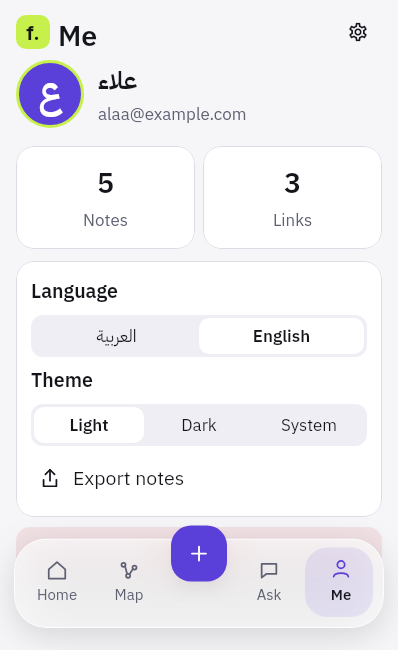 f. Me
ع
علاء
alaa@example.com
5
Notes
3
Links
Language
العربية
English
Theme
Light
Dark
System
Export notes
+
Home
Map
Ask
Me